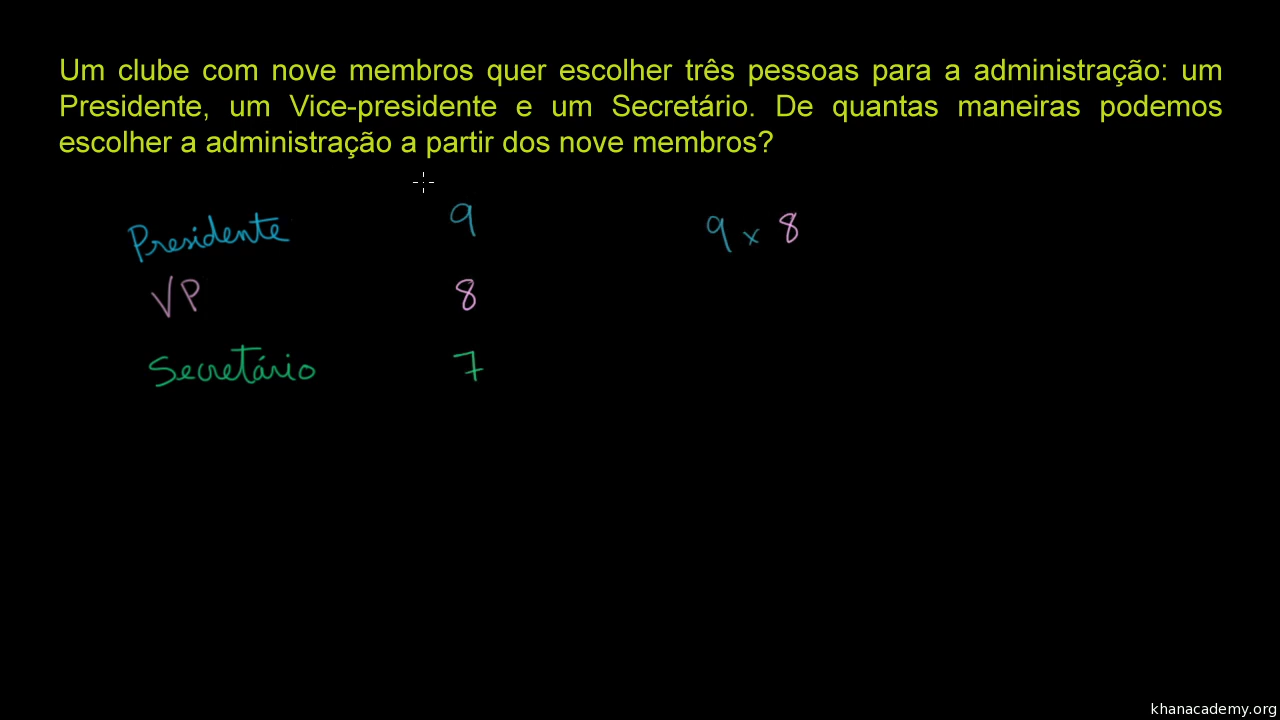 Um clube com nove membros quer escolher três pessoas para a administração: um
Presidente, um Vice-presidente e um Secretário. De quantas maneiras podemos
escolher a administração a partir dos nove membros?
Presidente 9 9 x 8
VP 8
Secretário 7
khanacademy.org